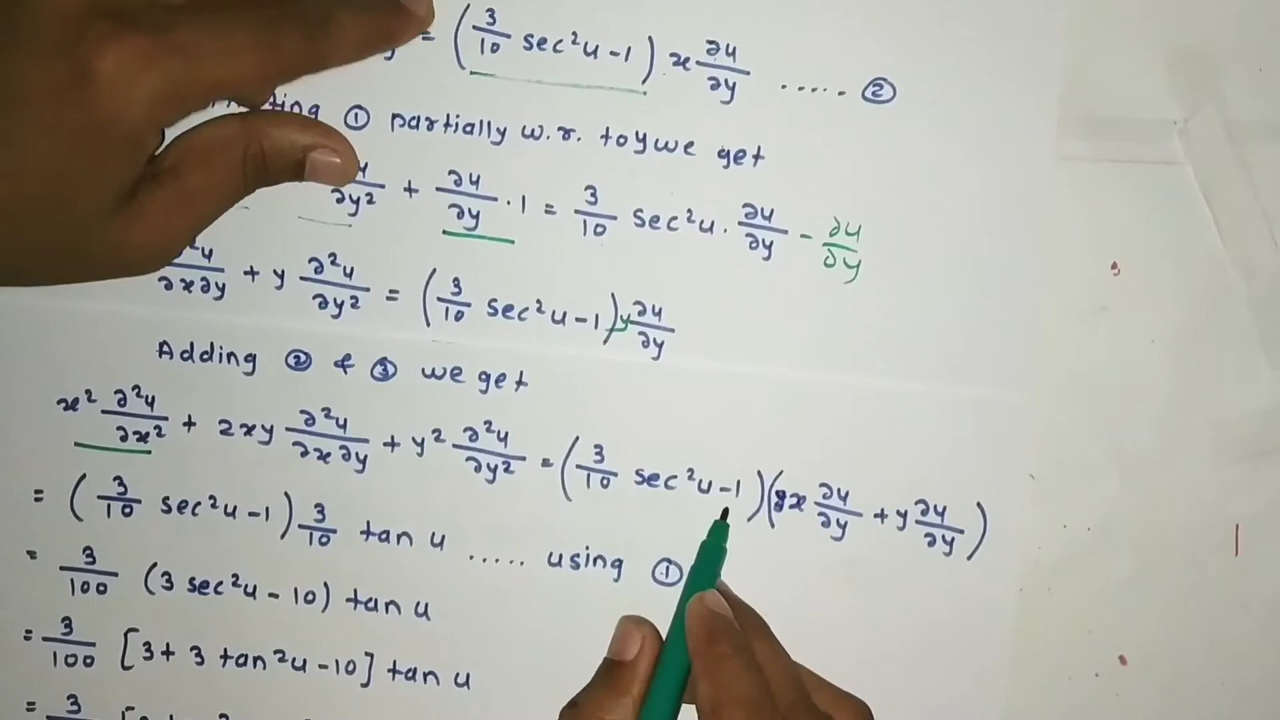 = (3/10 sec²u - 1) x ∂u/∂y ..... ②
① partially w.r. to y we get
∂y² + ∂u/∂y · 1 = 3/10 sec²u · ∂u/∂y - ∂u/∂y
∂²u/∂x∂y + y ∂²u/∂y² = (3/10 sec²u - 1) y ∂u/∂y
Adding ② & ③ we get
x² ∂²u/∂x² + 2xy ∂²u/∂x∂y + y² ∂²u/∂y² = (3/10 sec²u - 1)(x ∂u/∂y + y ∂u/∂y)
= (3/10 sec²u - 1) 3/10 tan u ..... using ①
= 3/100 (3 sec²u - 10) tan u
= 3/100 [3 + 3 tan²u - 10] tan u
= 3